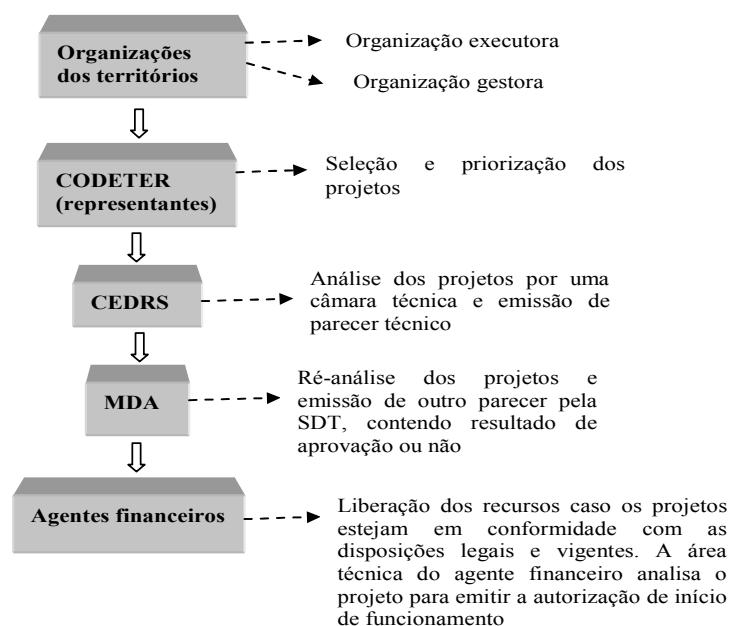 Organizações
dos territórios
Organização executora
Organização gestora
CODETER
(representantes)
Seleção e priorização dos
projetos
CEDRS
Análise dos projetos por uma
câmara técnica e emissão de
parecer técnico
MDA
Ré-análise dos projetos e
emissão de outro parecer pela
SDT, contendo resultado de
aprovação ou não
Agentes financeiros
Liberação dos recursos caso os projetos
estejam em conformidade com as
disposições legais e vigentes. A área
técnica do agente financeiro analisa o
projeto para emitir a autorização de início
de funcionamento